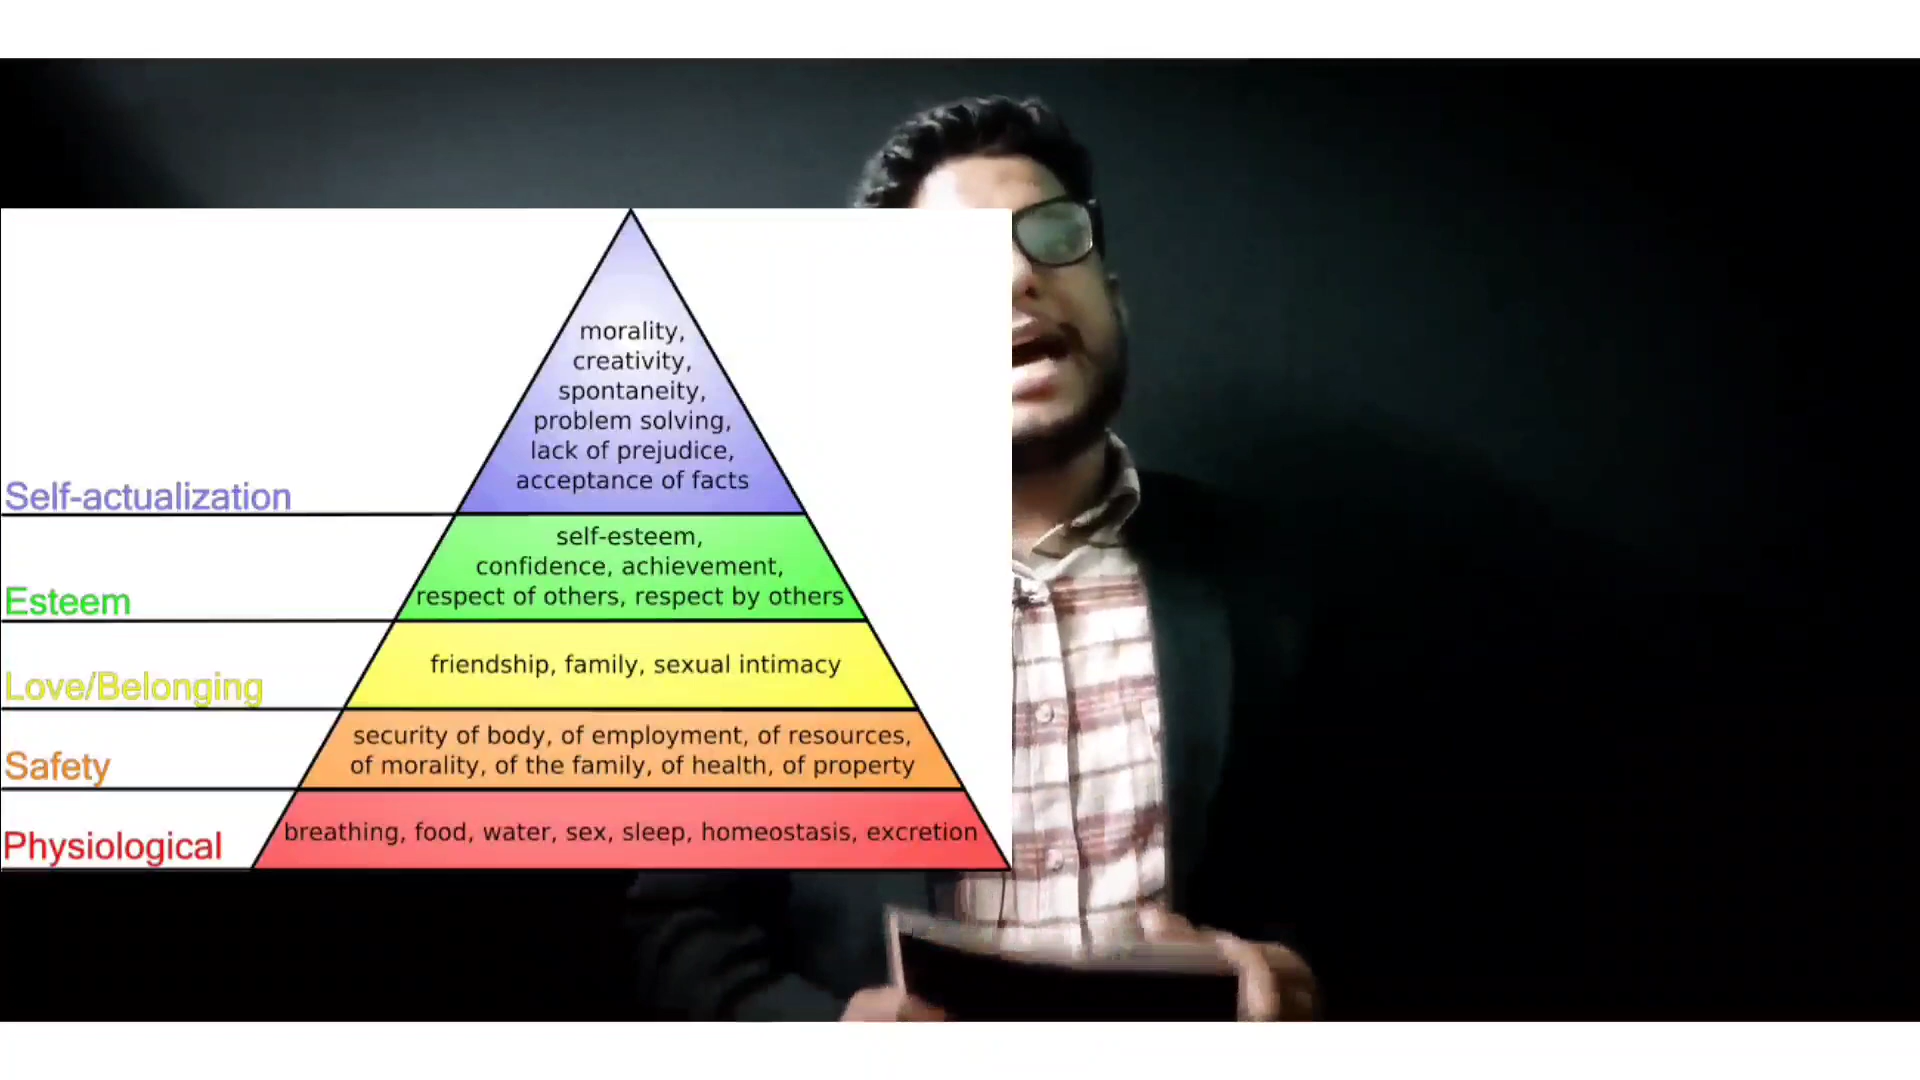 morality,
creativity,
spontaneity,
problem solving,
lack of prejudice,
acceptance of facts
Self-actualization
self-esteem,
confidence, achievement,
respect of others, respect by others
Esteem
friendship, family, sexual intimacy
Love/Belonging
security of body, of employment, of resources,
of morality, of the family, of health, of property
Safety
breathing, food, water, sex, sleep, homeostasis, excretion
Physiological